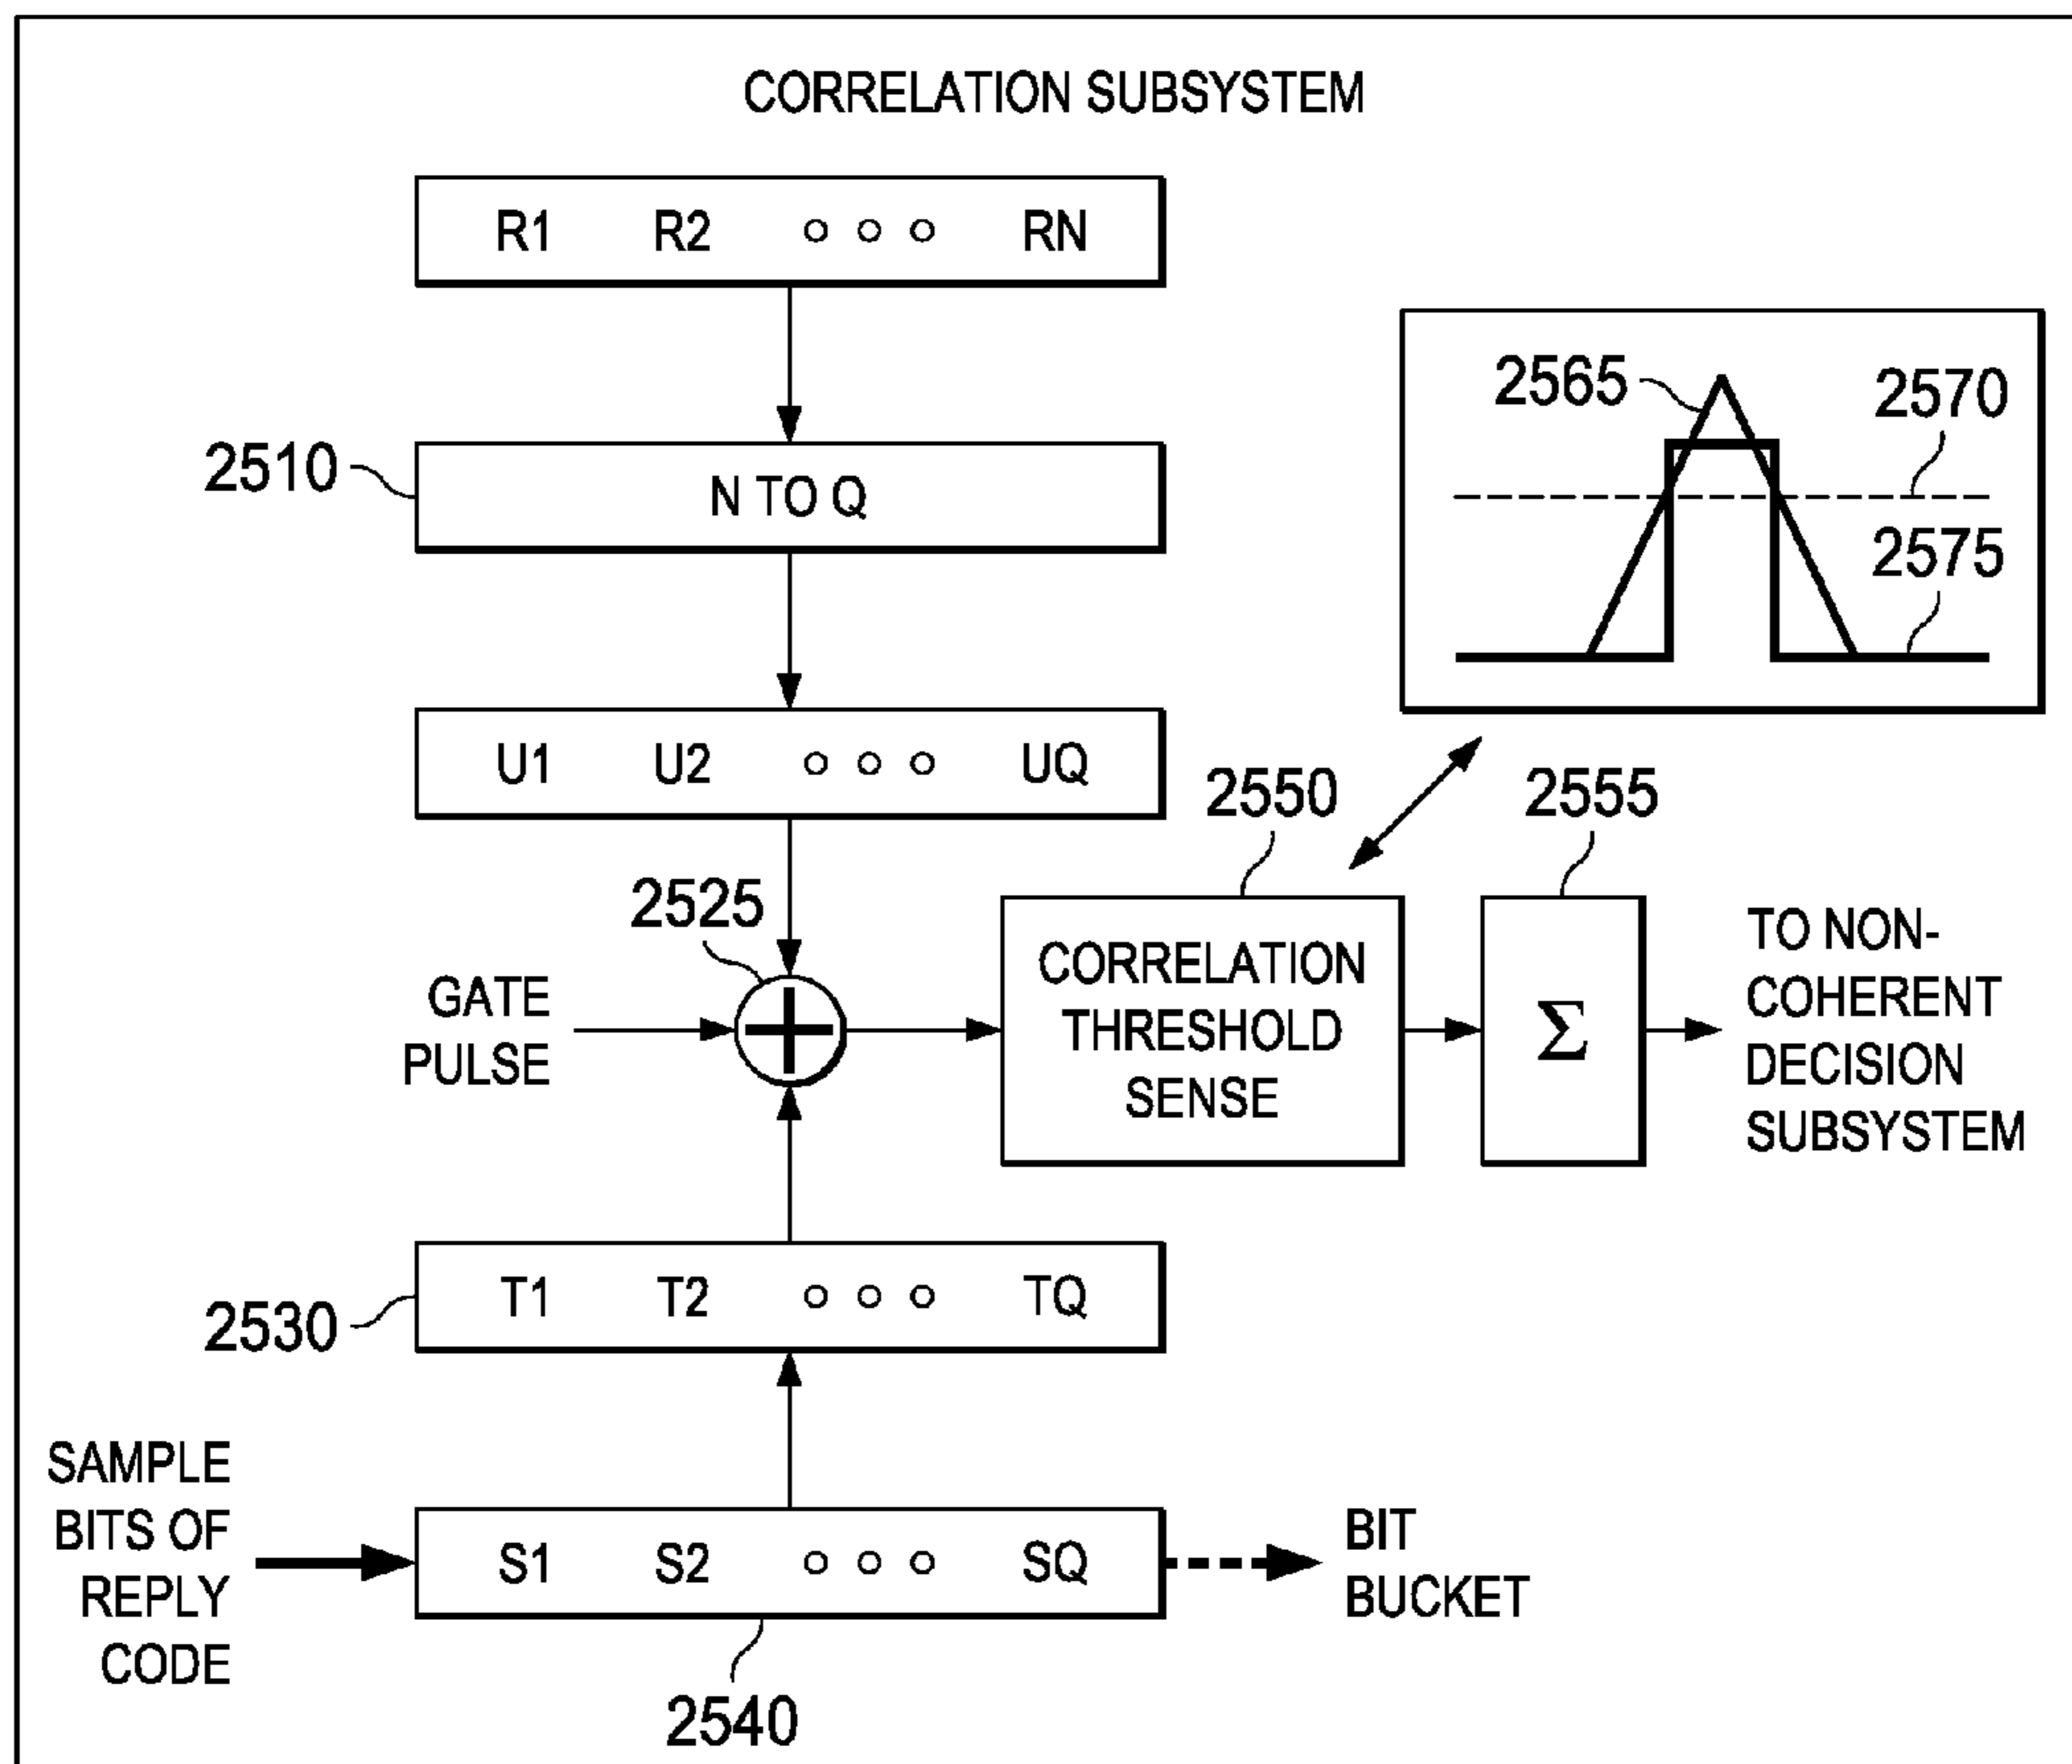 CORRELATION SUBSYSTEM
R1 R2 ○ ○ ○ RN
2510
N TO Q
2565
2570
2575
U1 U2 ○ ○ ○ UQ
2525
2550
2555
GATE
PULSE
+
CORRELATION
THRESHOLD
SENSE
Σ
TO NON-
COHERENT
DECISION
SUBSYSTEM
2530
T1 T2 ○ ○ ○ TQ
SAMPLE
BITS OF
REPLY
CODE
S1 S2 ○ ○ ○ SQ
BIT
BUCKET
2540